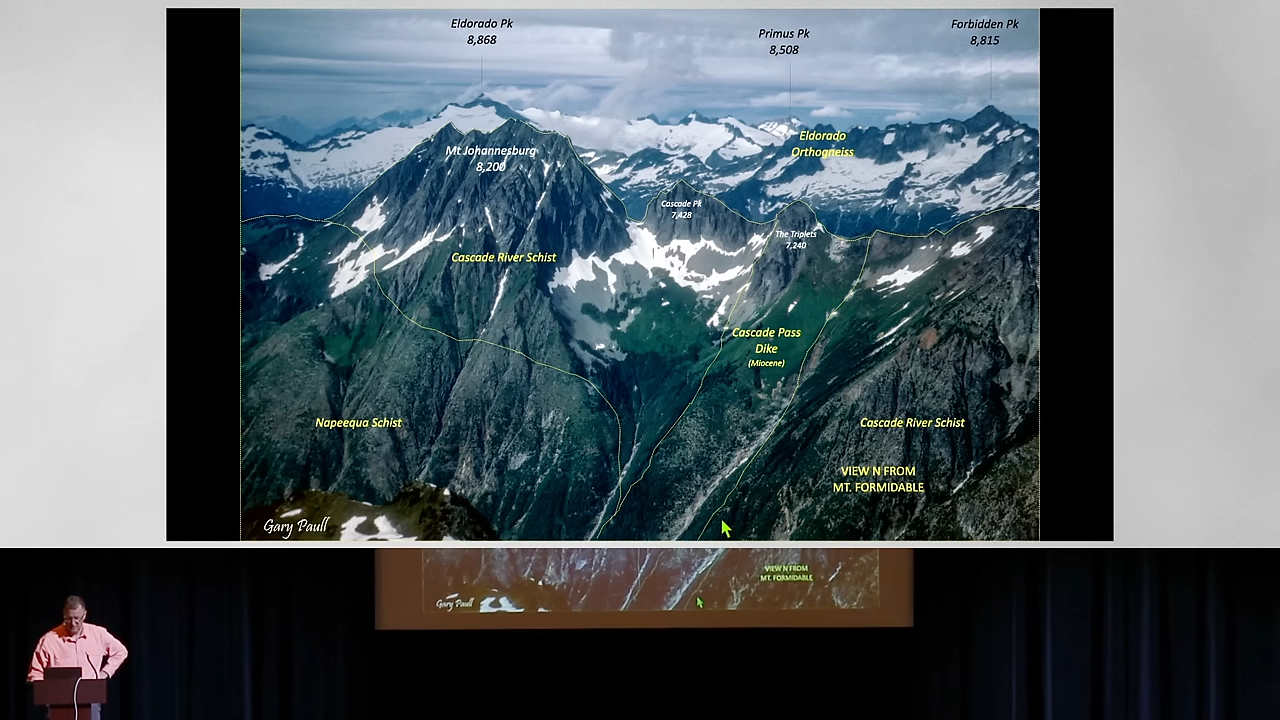 Eldorado Pk
8,868
Primus Pk
8,508
Forbidden Pk
8,815
Eldorado
Orthogneiss
Mt Johannesburg
8,200
Cascade Pk
7,428
The Triplets
7,240
Cascade River Schist
Cascade Pass
Dike
(Miocene)
Napeequa Schist
Cascade River Schist
VIEW N FROM
MT. FORMIDABLE
Gary Paull
VIEW N FROM
MT. FORMIDABLE
Gary Paull